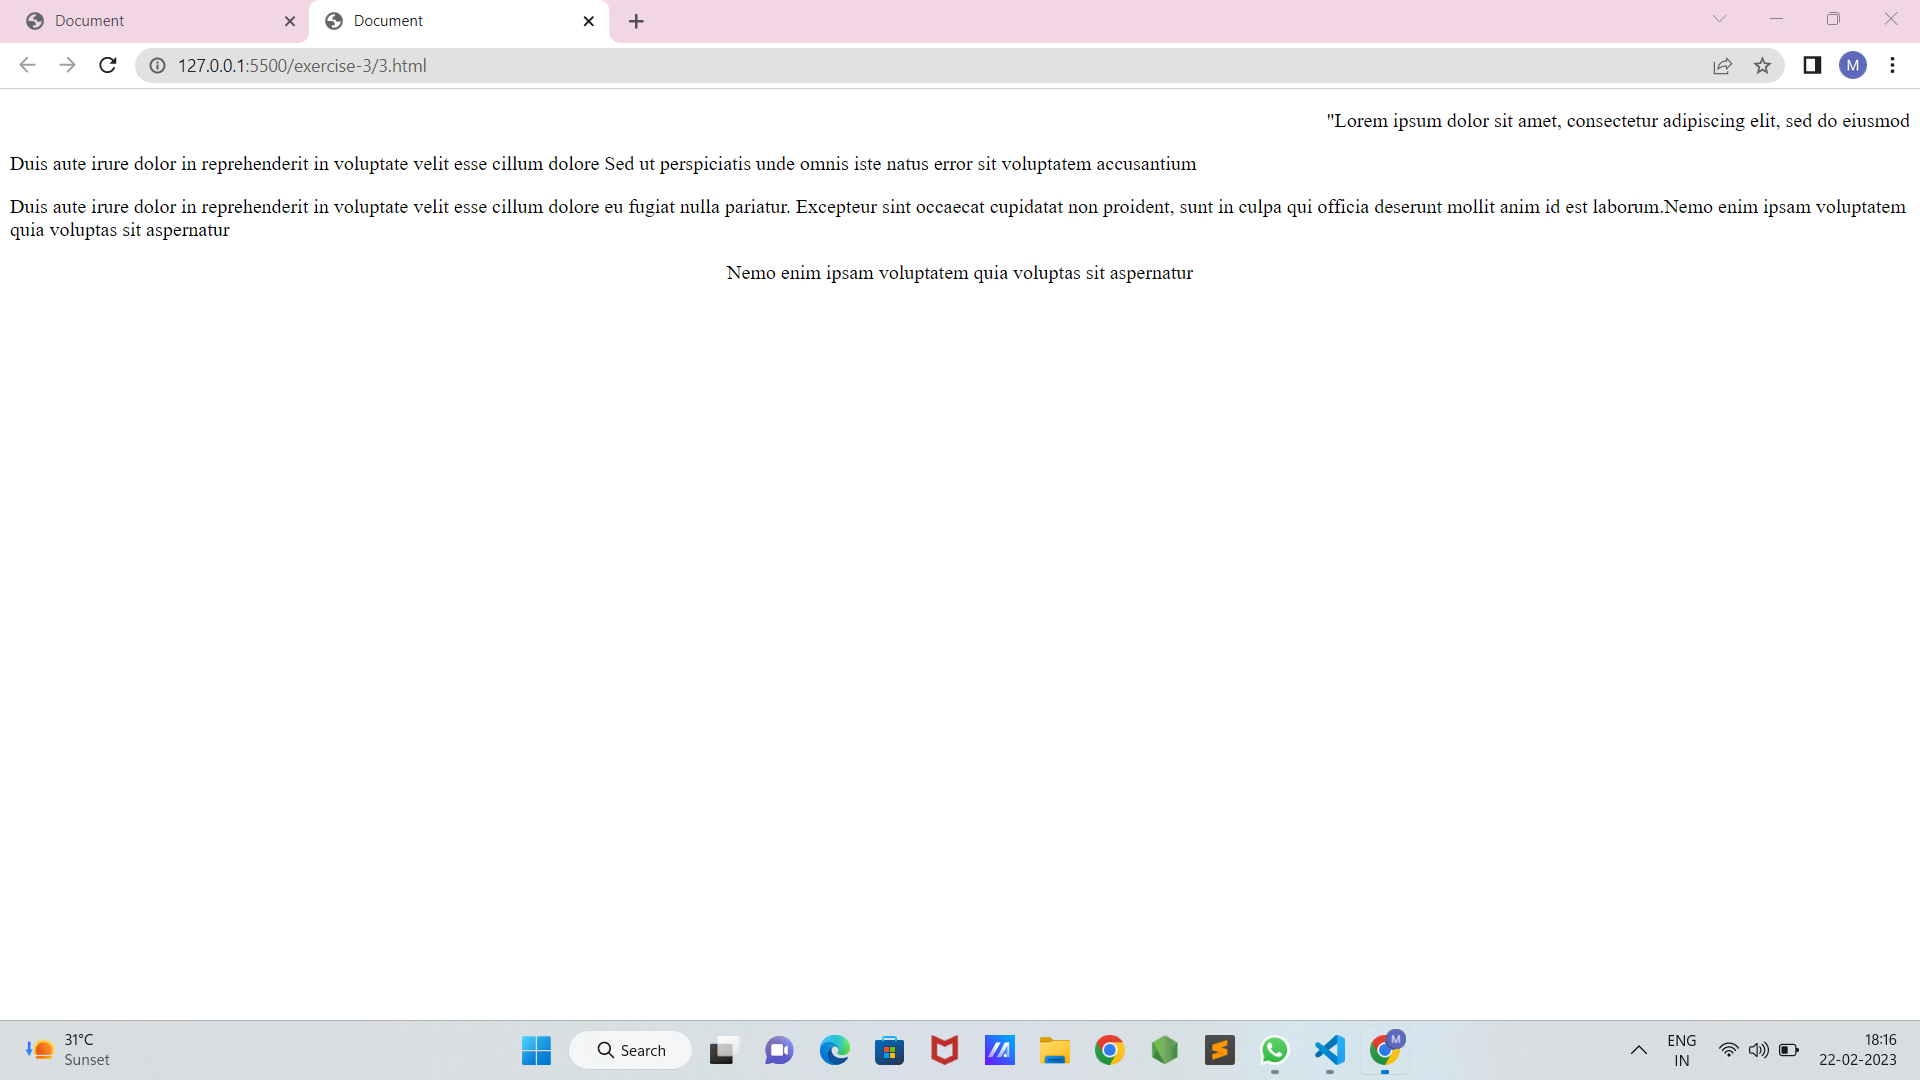 Document
Document
127.0.0.1:5500/exercise-3/3.html
M
"Lorem ipsum dolor sit amet, consectetur adipiscing elit, sed do eiusmod
Duis aute irure dolor in reprehenderit in voluptate velit esse cillum dolore Sed ut perspiciatis unde omnis iste natus error sit voluptatem accusantium
Duis aute irure dolor in reprehenderit in voluptate velit esse cillum dolore eu fugiat nulla pariatur. Excepteur sint occaecat cupidatat non proident, sunt in culpa qui officia deserunt mollit anim id est laborum.Nemo enim ipsam voluptatem
quia voluptas sit aspernatur
Nemo enim ipsam voluptatem quia voluptas sit aspernatur
31°C
Sunset
Search
M
ENG
IN
18:16
22-02-2023